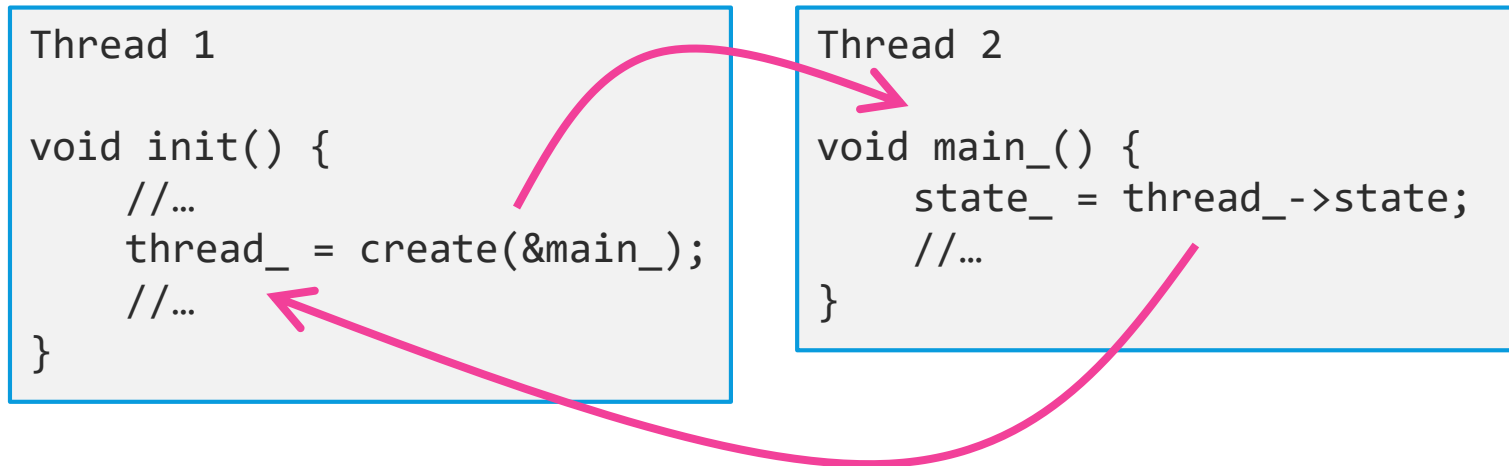 Thread 1
void init() {
//…
thread_ = create(&main_);
//…
}
Thread 2
void main_() {
state_ = thread_->state;
//…
}